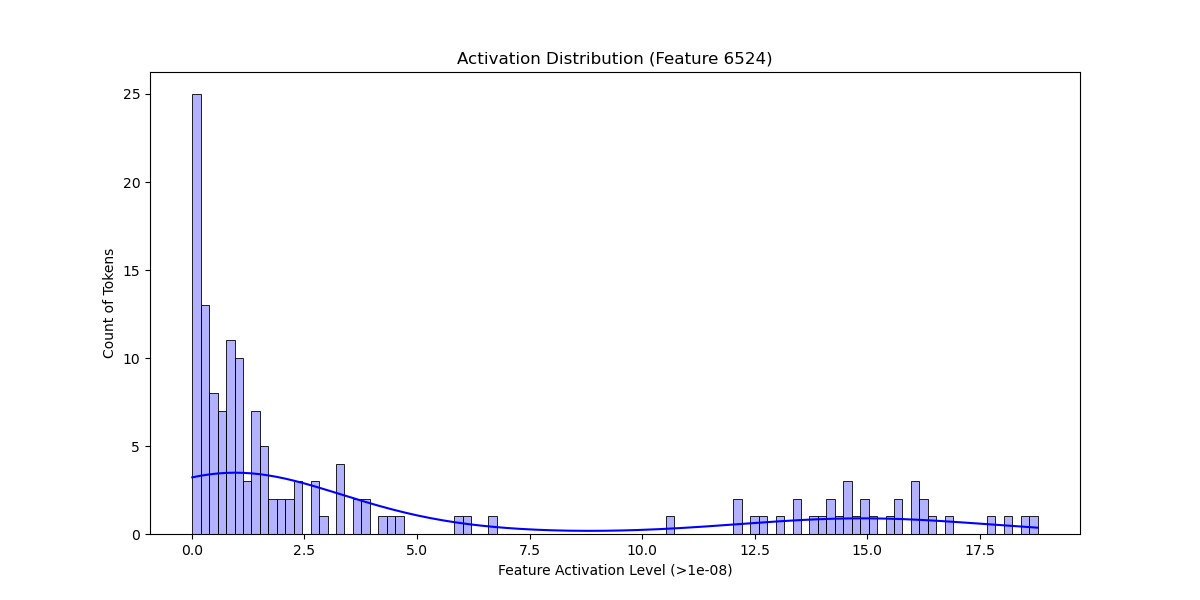 Activation Distribution (Feature 6524)
25
20
15
10
5
0
Count of Tokens
0.0 2.5 5.0 7.5 10.0 12.5 15.0 17.5
Feature Activation Level (>1e-08)